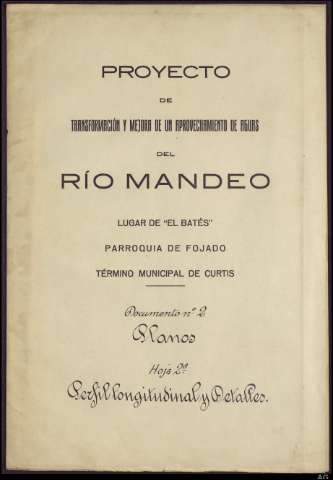 PROYECTO
DE
TRANSFORMACIÓN Y MEJORA DE UN APROVECHAMIENTO DE AGUAS
DEL
RÍO MANDEO
LUGAR DE "EL BATÉS"
PARROQUIA DE FOJADO
TÉRMINO MUNICIPAL DE CURTIS
Documento nº 2
Planos
Hoja 2ª
Perfil longitudinal y Detalles.